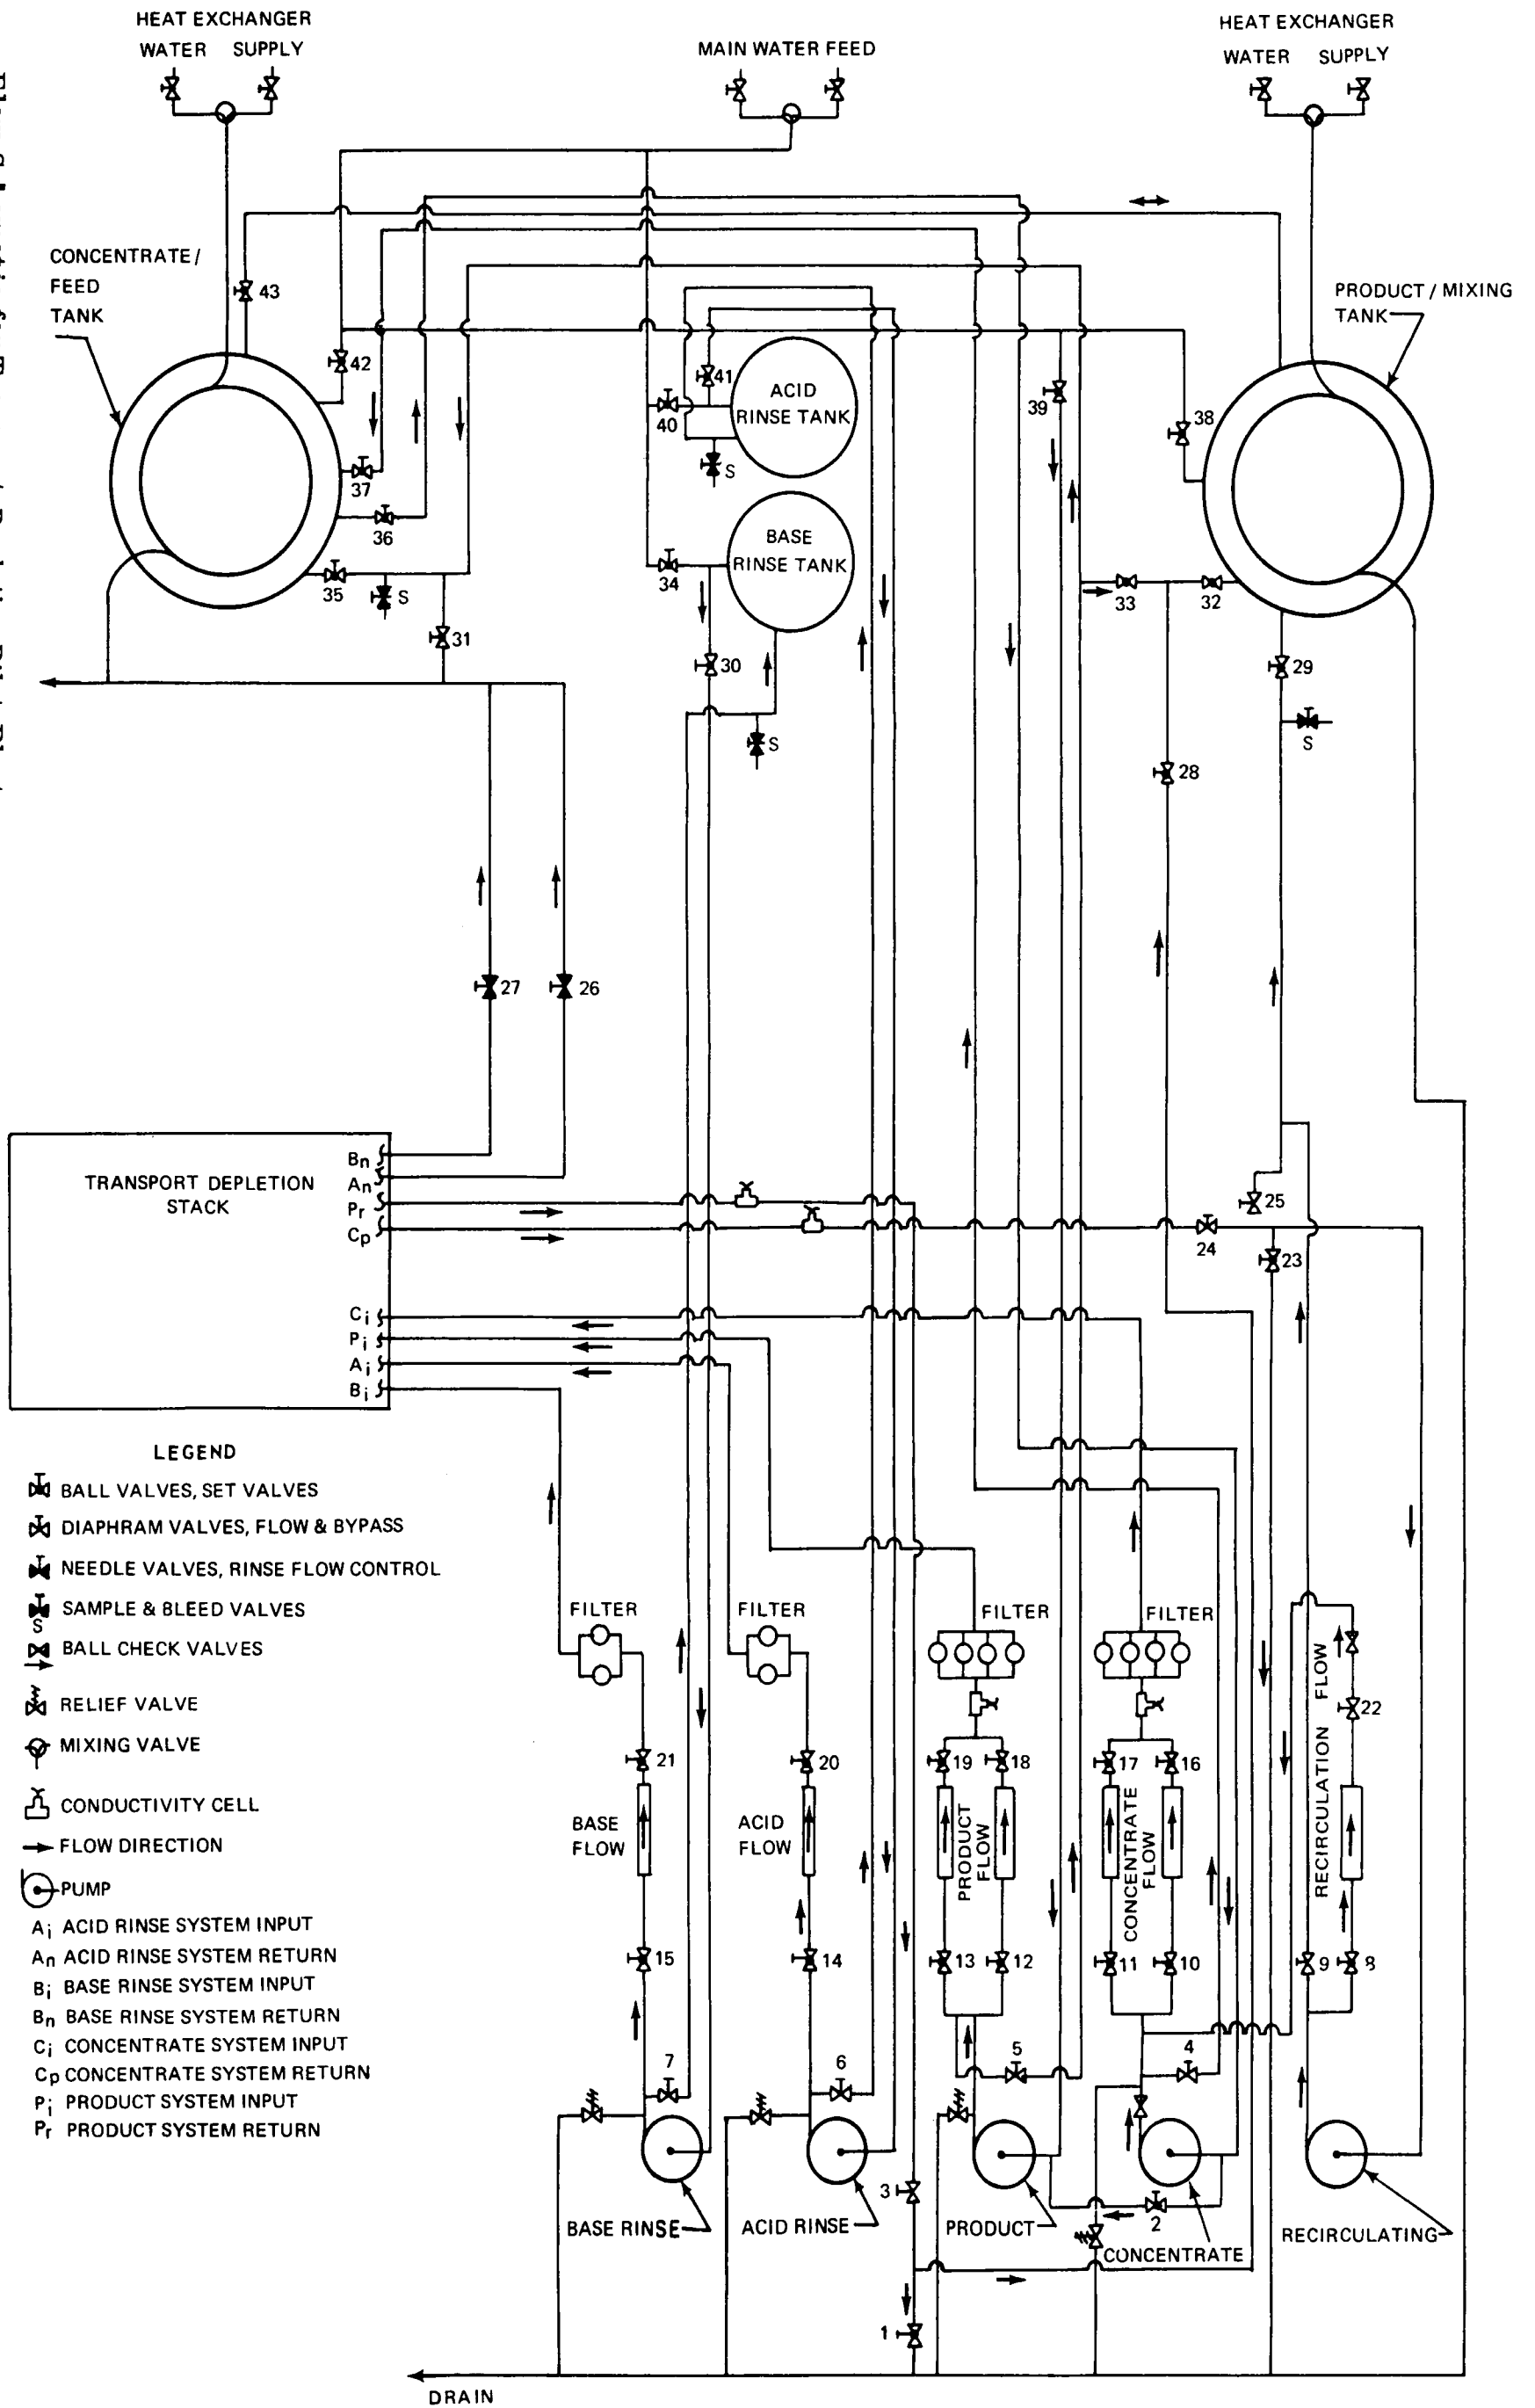 HEAT EXCHANGER
WATER SUPPLY
MAIN WATER FEED
HEAT EXCHANGER
WATER SUPPLY
CONCENTRATE/
FEED
TANK
43
42
37
36
35
S
31
41
40
ACID
RINSE TANK
S
BASE
RINSE TANK
34
30
S
39
38
PRODUCT / MIXING
TANK
33
32
29
S
28
27
26
TRANSPORT DEPLETION
STACK
Bn
An
Pr
Cp
Ci
Pi
Ai
Bi
25
24
23
LEGEND
BALL VALVES, SET VALVES
DIAPHRAM VALVES, FLOW & BYPASS
NEEDLE VALVES, RINSE FLOW CONTROL
SAMPLE & BLEED VALVES
S
BALL CHECK VALVES
RELIEF VALVE
MIXING VALVE
CONDUCTIVITY CELL
FLOW DIRECTION
PUMP
Ai ACID RINSE SYSTEM INPUT
An ACID RINSE SYSTEM RETURN
Bi BASE RINSE SYSTEM INPUT
Bn BASE RINSE SYSTEM RETURN
Ci CONCENTRATE SYSTEM INPUT
Cp CONCENTRATE SYSTEM RETURN
Pi PRODUCT SYSTEM INPUT
Pr PRODUCT SYSTEM RETURN
FILTER
FILTER
FILTER
FILTER
21
20
19
18
17
16
22
BASE
FLOW
ACID
FLOW
PRODUCT
FLOW
CONCENTRATE
FLOW
RECIRCULATION FLOW
15
14
13
12
11
10
9
8
7
6
5
4
3
2
1
BASE RINSE
ACID RINSE
PRODUCT
CONCENTRATE
RECIRCULATING
DRAIN